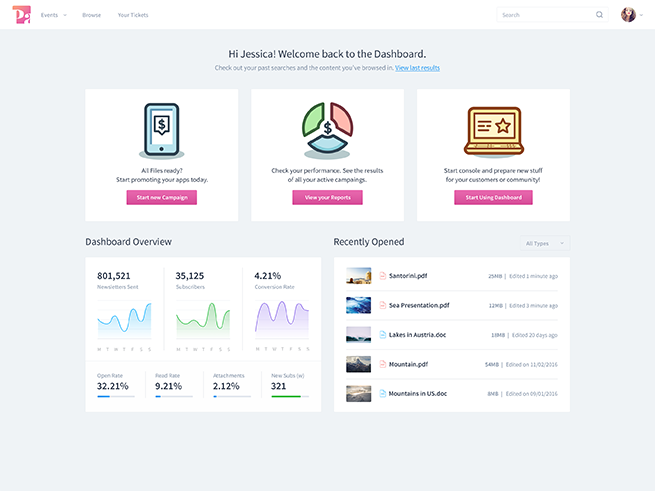 Events
Browse
Your Tickets
Search
Hi Jessica! Welcome back to the Dashboard.
Check out your past searches and the content you've browsed in. View last results
All Files ready?
Start promoting your apps today.
Start new Campaign
Check your performance. See the results
of all your active campaings.
View your Reports
Start console and prepare new stuff
for your customers or community!
Start Using Dashboard
Dashboard Overview
801,521
Newsletters Sent
M T W T F S S
35,125
Subscribers
M T W T F S S
4.21%
Conversion Rate
M T W T F S S
Open Rate
32.21%
Read Rate
9.21%
Attachments
2.12%
New Subs (w)
321
Recently Opened
All Types
Santorini.pdf
25MB | Edited 1 minute ago
Sea Presentation.pdf
12MB | Edited 3 minute ago
Lakes in Austria.doc
18MB | Edited 23 days ago
Mountain.pdf
54MB | Edited on 11/02/2016
Mountains in US.doc
8MB | Edited on 09/01/2016